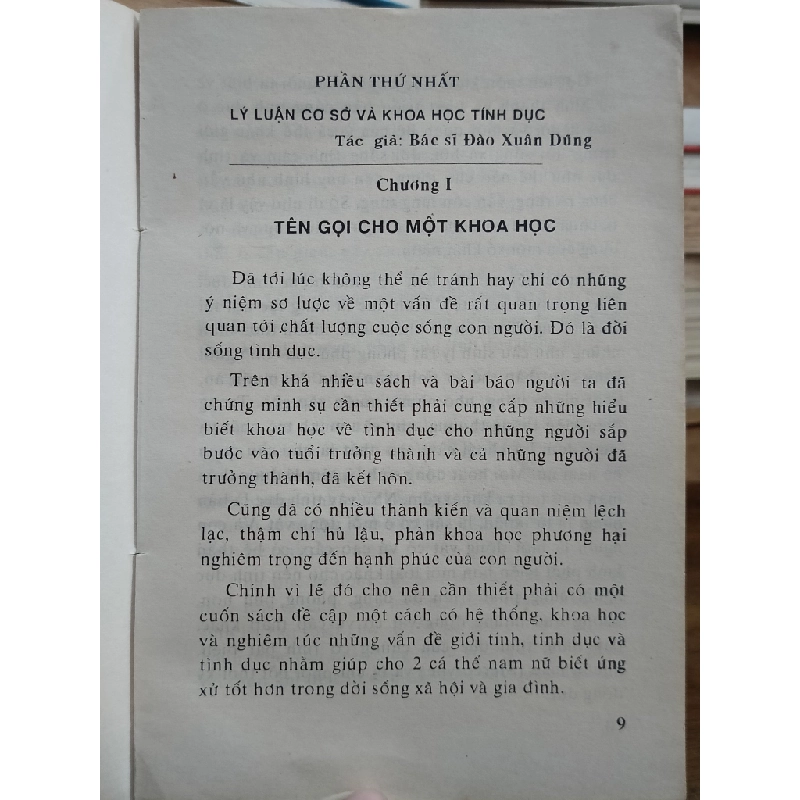 PHẦN THỨ NHẤT
LÝ LUẬN CƠ SỞ VÀ KHOA HỌC TÍNH DỤC
Tác giả: Bác sĩ Đào Xuân Dũng
Chương I
TÊN GỌI CHO MỘT KHOA HỌC
Đã tới lúc không thể né tránh hay chỉ có những
ý niệm sơ lược về một vấn đề rất quan trọng liên
quan tới chất lượng cuộc sống con người. Đó là đời
sống tình dục.
Trên khá nhiều sách và bài báo người ta đã
chứng minh sự cần thiết phải cung cấp những hiểu
biết khoa học về tình dục cho những người sắp
bước vào tuổi trưởng thành và cả những người đã
trưởng thành, đã kết hôn.
Cũng đã có nhiều thành kiến và quan niệm lệch
lạc, thậm chí hủ lậu, phản khoa học phương hại
nghiêm trọng đến hạnh phúc của con người.
Chính vì lẽ đó cho nên cần thiết phải có một
cuốn sách đề cập một cách có hệ thống, khoa học
và nghiêm túc những vấn đề giới tính, tính dục và
tình dục nhằm giúp cho 2 cá thể nam nữ biết ứng
xử tốt hơn trong đời sống xã hội và gia đình.
9